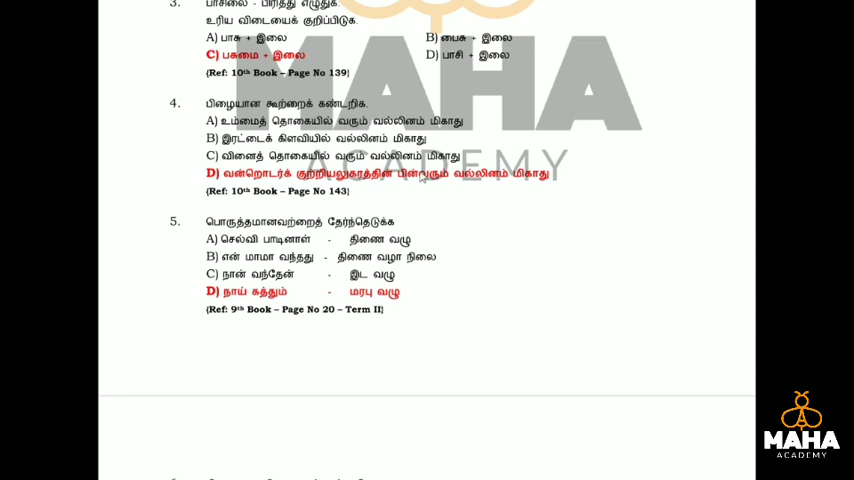 3. பாசிலை - பிரித்து எழுதுக.
உரிய விடையைக் குறிப்பிடுக.
A) பாசு + இலை B) பைசு + இலை
C) பசுமை + இலை D) பாசி + இலை
{Ref: 10th Book – Page No 139}
4. பிழையான கூற்றைக் கண்டறிக.
A) உம்மைத் தொகையில் வரும் வல்லினம் மிகாது
B) இரட்டைக் கிளவியில் வல்லினம் மிகாது
C) வினைத் தொகையில் வரும் வல்லினம் மிகாது
D) வன்றொடர்க் குற்றியலுகரத்தின் பின்வரும் வல்லினம் மிகாது
{Ref: 10th Book – Page No 143}
5. பொருத்தமானவற்றைத் தேர்ந்தெடுக்க
A) செல்வி பாடினாள் - திணை வழு
B) என் மாமா வந்தது - திணை வழா நிலை
C) நான் வந்தேன் - இட வழு
D) நாய் கத்தும் - மரபு வழு
{Ref: 9th Book – Page No 20 – Term II}
MAHA
ACADEMY
MAHA
ACADEMY